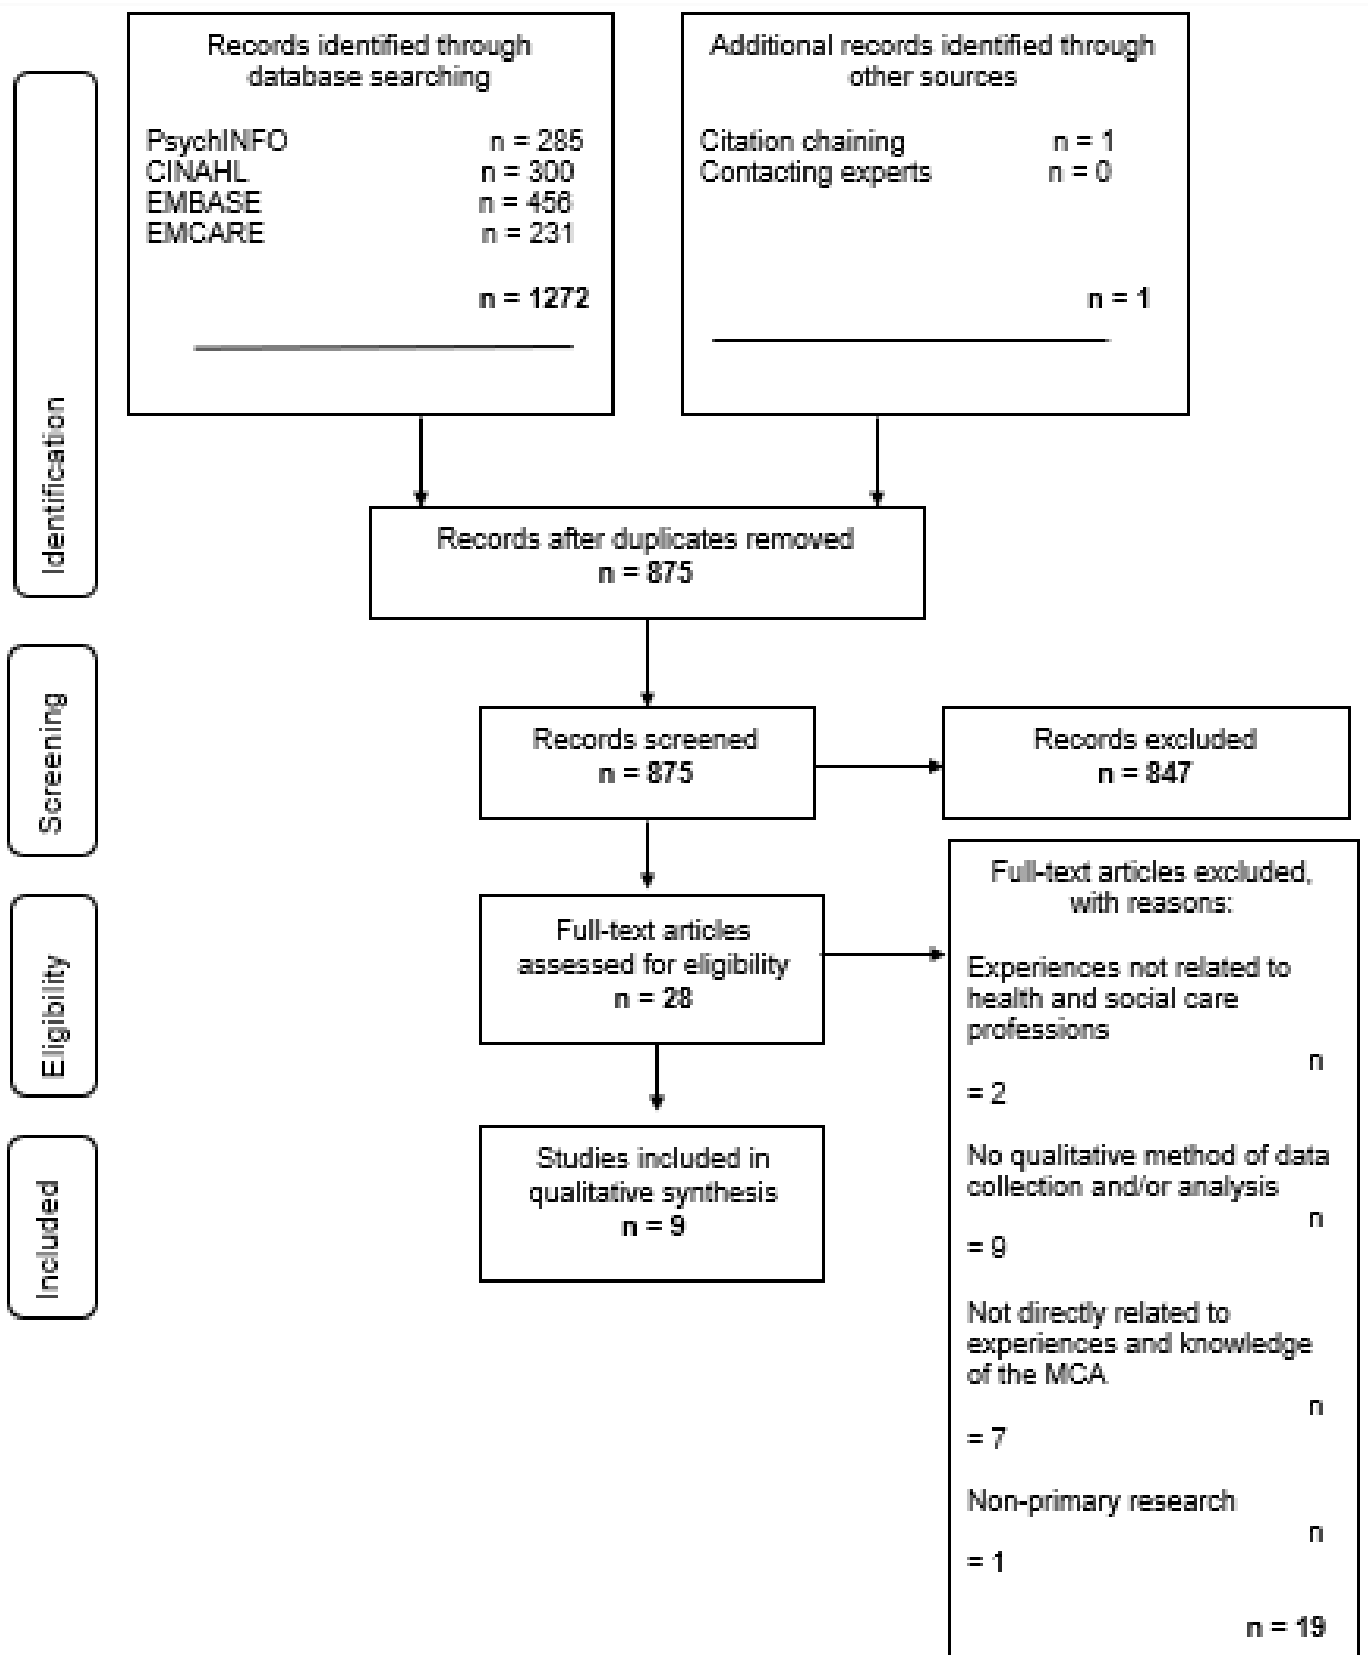 Records identified through
database searching
PsychINFO n = 285
CINAHL n = 300
EMBASE n = 456
EMCARE n = 231
n = 1272
Additional records identified through
other sources
Citation chaining n = 1
Contacting experts n = 0
n = 1
Identification
Records after duplicates removed
n = 875
Screening
Records screened
n = 875
Records excluded
n = 847
Eligibility
Full-text articles
assessed for eligibility
n = 28
Full-text articles excluded,
with reasons:
Experiences not related to
health and social care
professions
n
= 2
No qualitative method of data
collection and/or analysis
n
= 9
Not directly related to
experiences and knowledge
of the MCA
n
= 7
Non-primary research
n
= 1
n = 19
Included
Studies included in
qualitative synthesis
n = 9